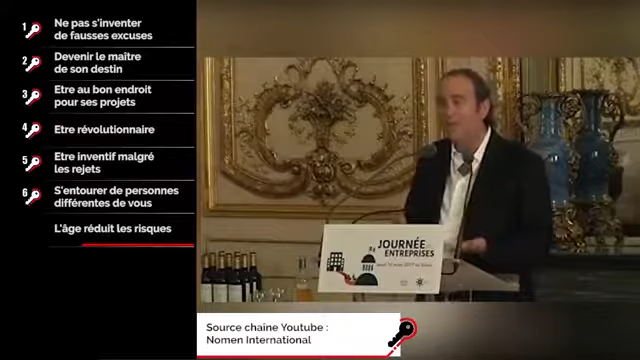 1
Ne pas s'inventer
de fausses excuses
2
Devenir le maître
de son destin
3
Etre au bon endroit
pour ses projets
4
Etre révolutionnaire
5
Etre inventif malgré
les rejets
6
S'entourer de personnes
différentes de vous
L'âge réduit les risques
JOURNÉE
ENTREPRISES
Source chaîne Youtube :
Nomen International